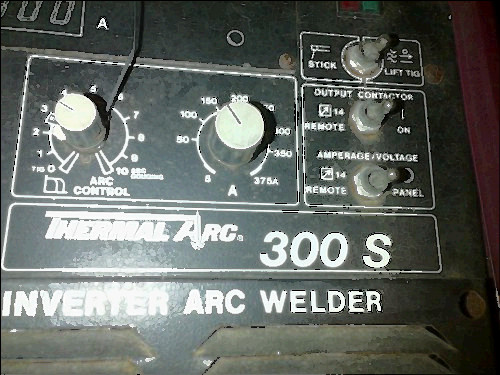 A
STICK
LIFT TIG
OUTPUT CONTACTOR
14
REMOTE
ON
AMPERAGE/VOLTAGE
14
REMOTE
PANEL
1
3
4
5
6
7
8
9
10
TIG 0
ARC
CONTROL
5
50
100
150
200
300
350
375A
A
THERMAL ARC®
300 S
INVERTER ARC WELDER